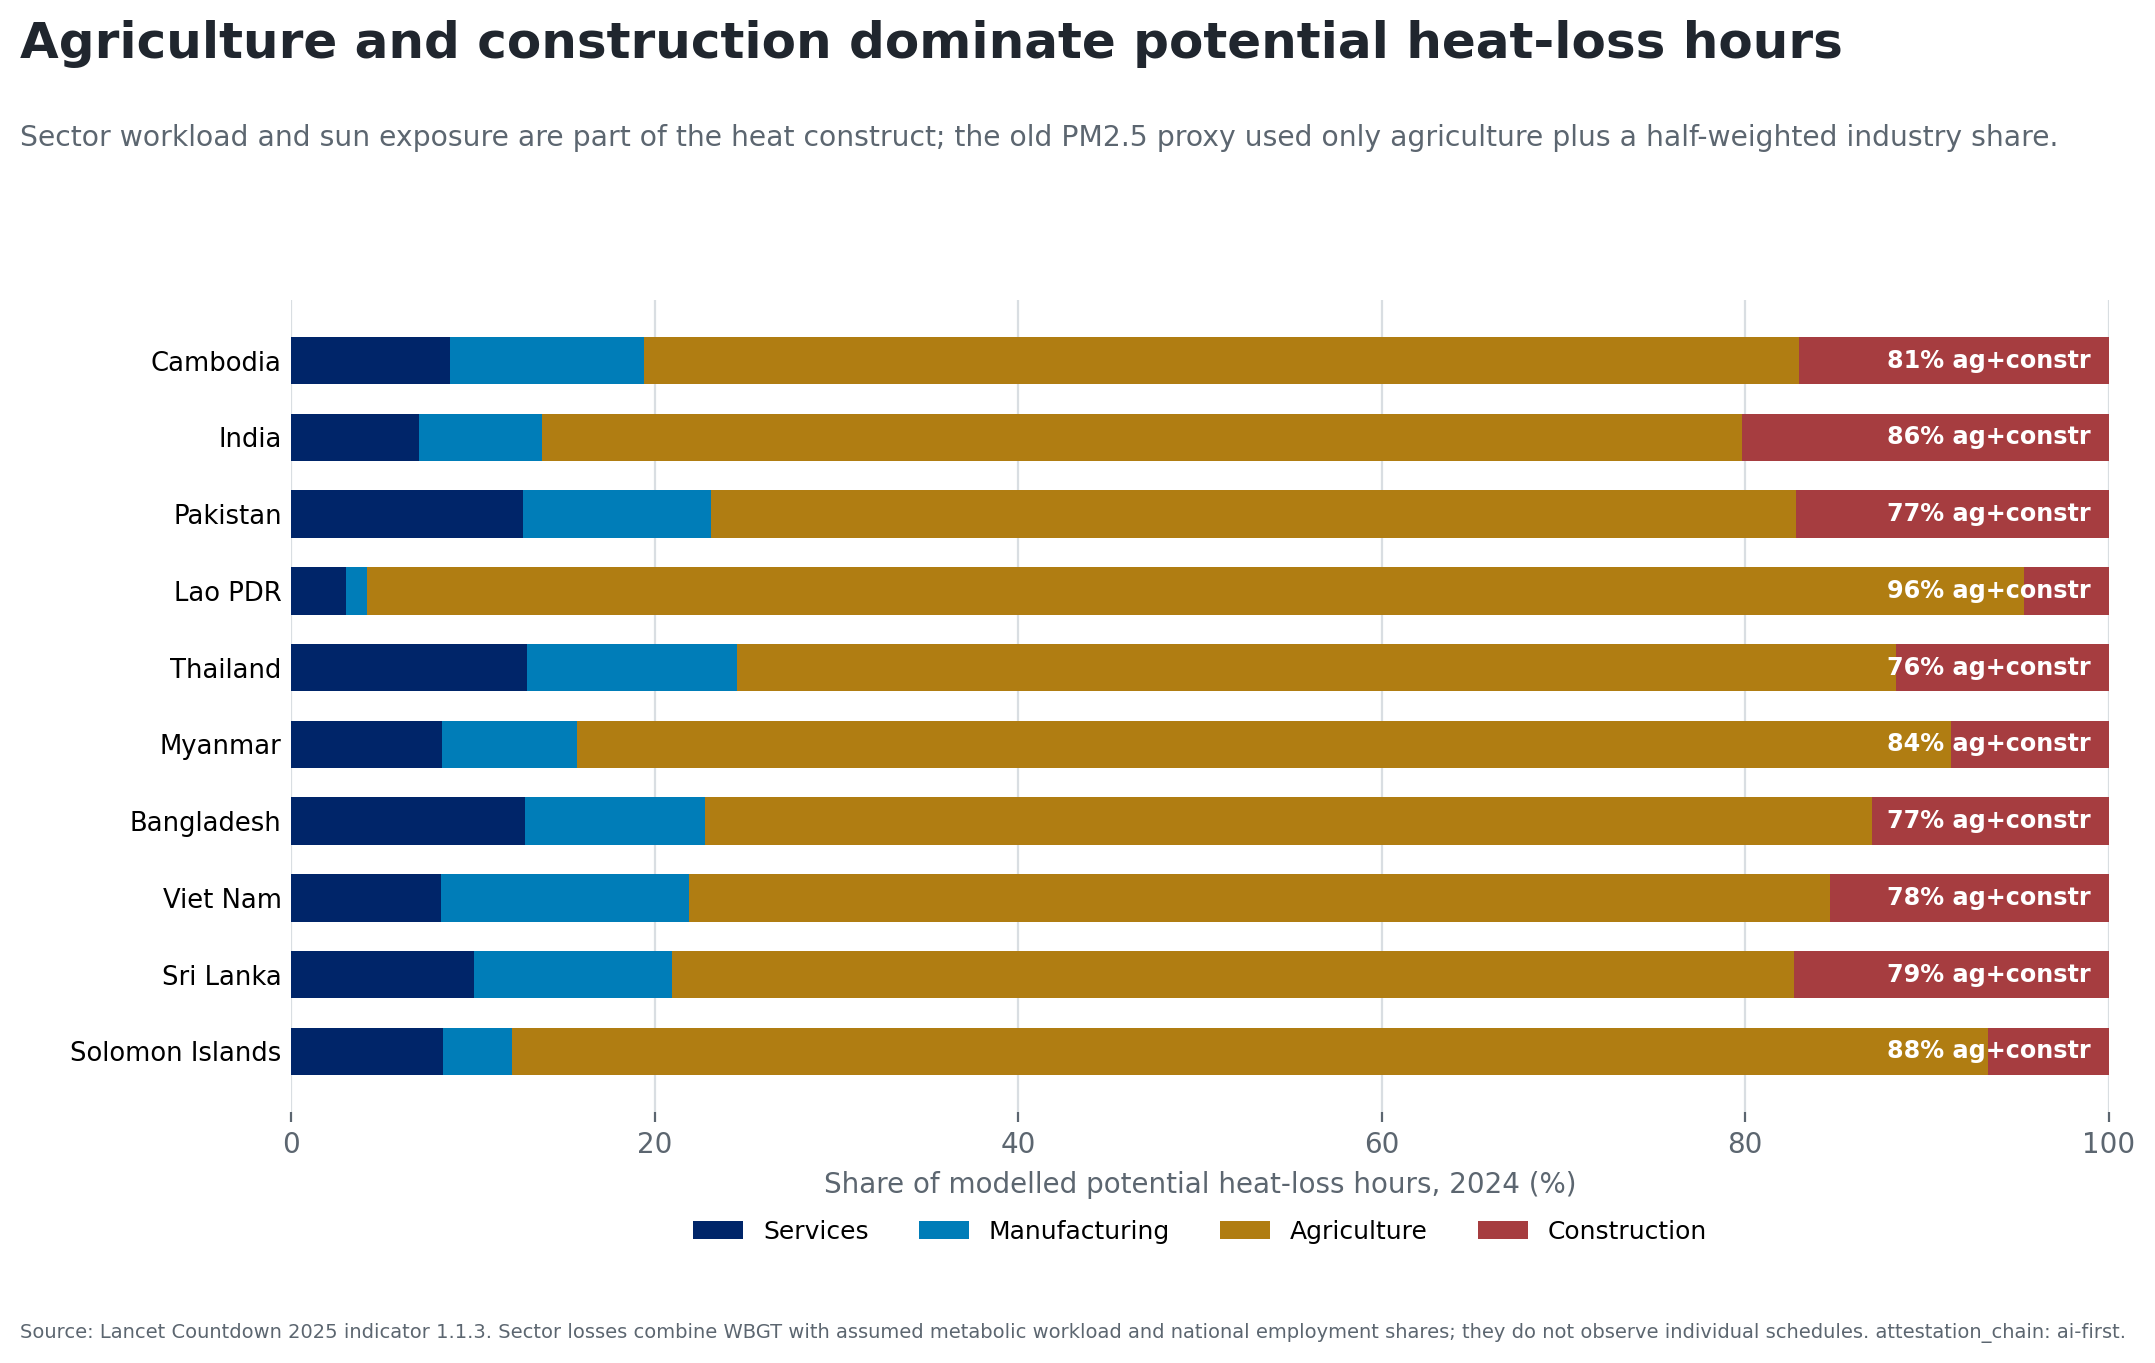 Agriculture and construction dominate potential heat-loss hours
Sector workload and sun exposure are part of the heat construct; the old PM2.5 proxy used only agriculture plus a half-weighted industry share.
Cambodia 81% ag+constr
India 86% ag+constr
Pakistan 77% ag+constr
Lao PDR 96% ag+constr
Thailand 76% ag+constr
Myanmar 84% ag+constr
Bangladesh 77% ag+constr
Viet Nam 78% ag+constr
Sri Lanka 79% ag+constr
Solomon Islands 88% ag+constr
0 20 40 60 80 100
Share of modelled potential heat-loss hours, 2024 (%)
Services Manufacturing Agriculture Construction
Source: Lancet Countdown 2025 indicator 1.1.3. Sector losses combine WBGT with assumed metabolic workload and national employment shares; they do not observe individual schedules. attestation_chain: ai-first.